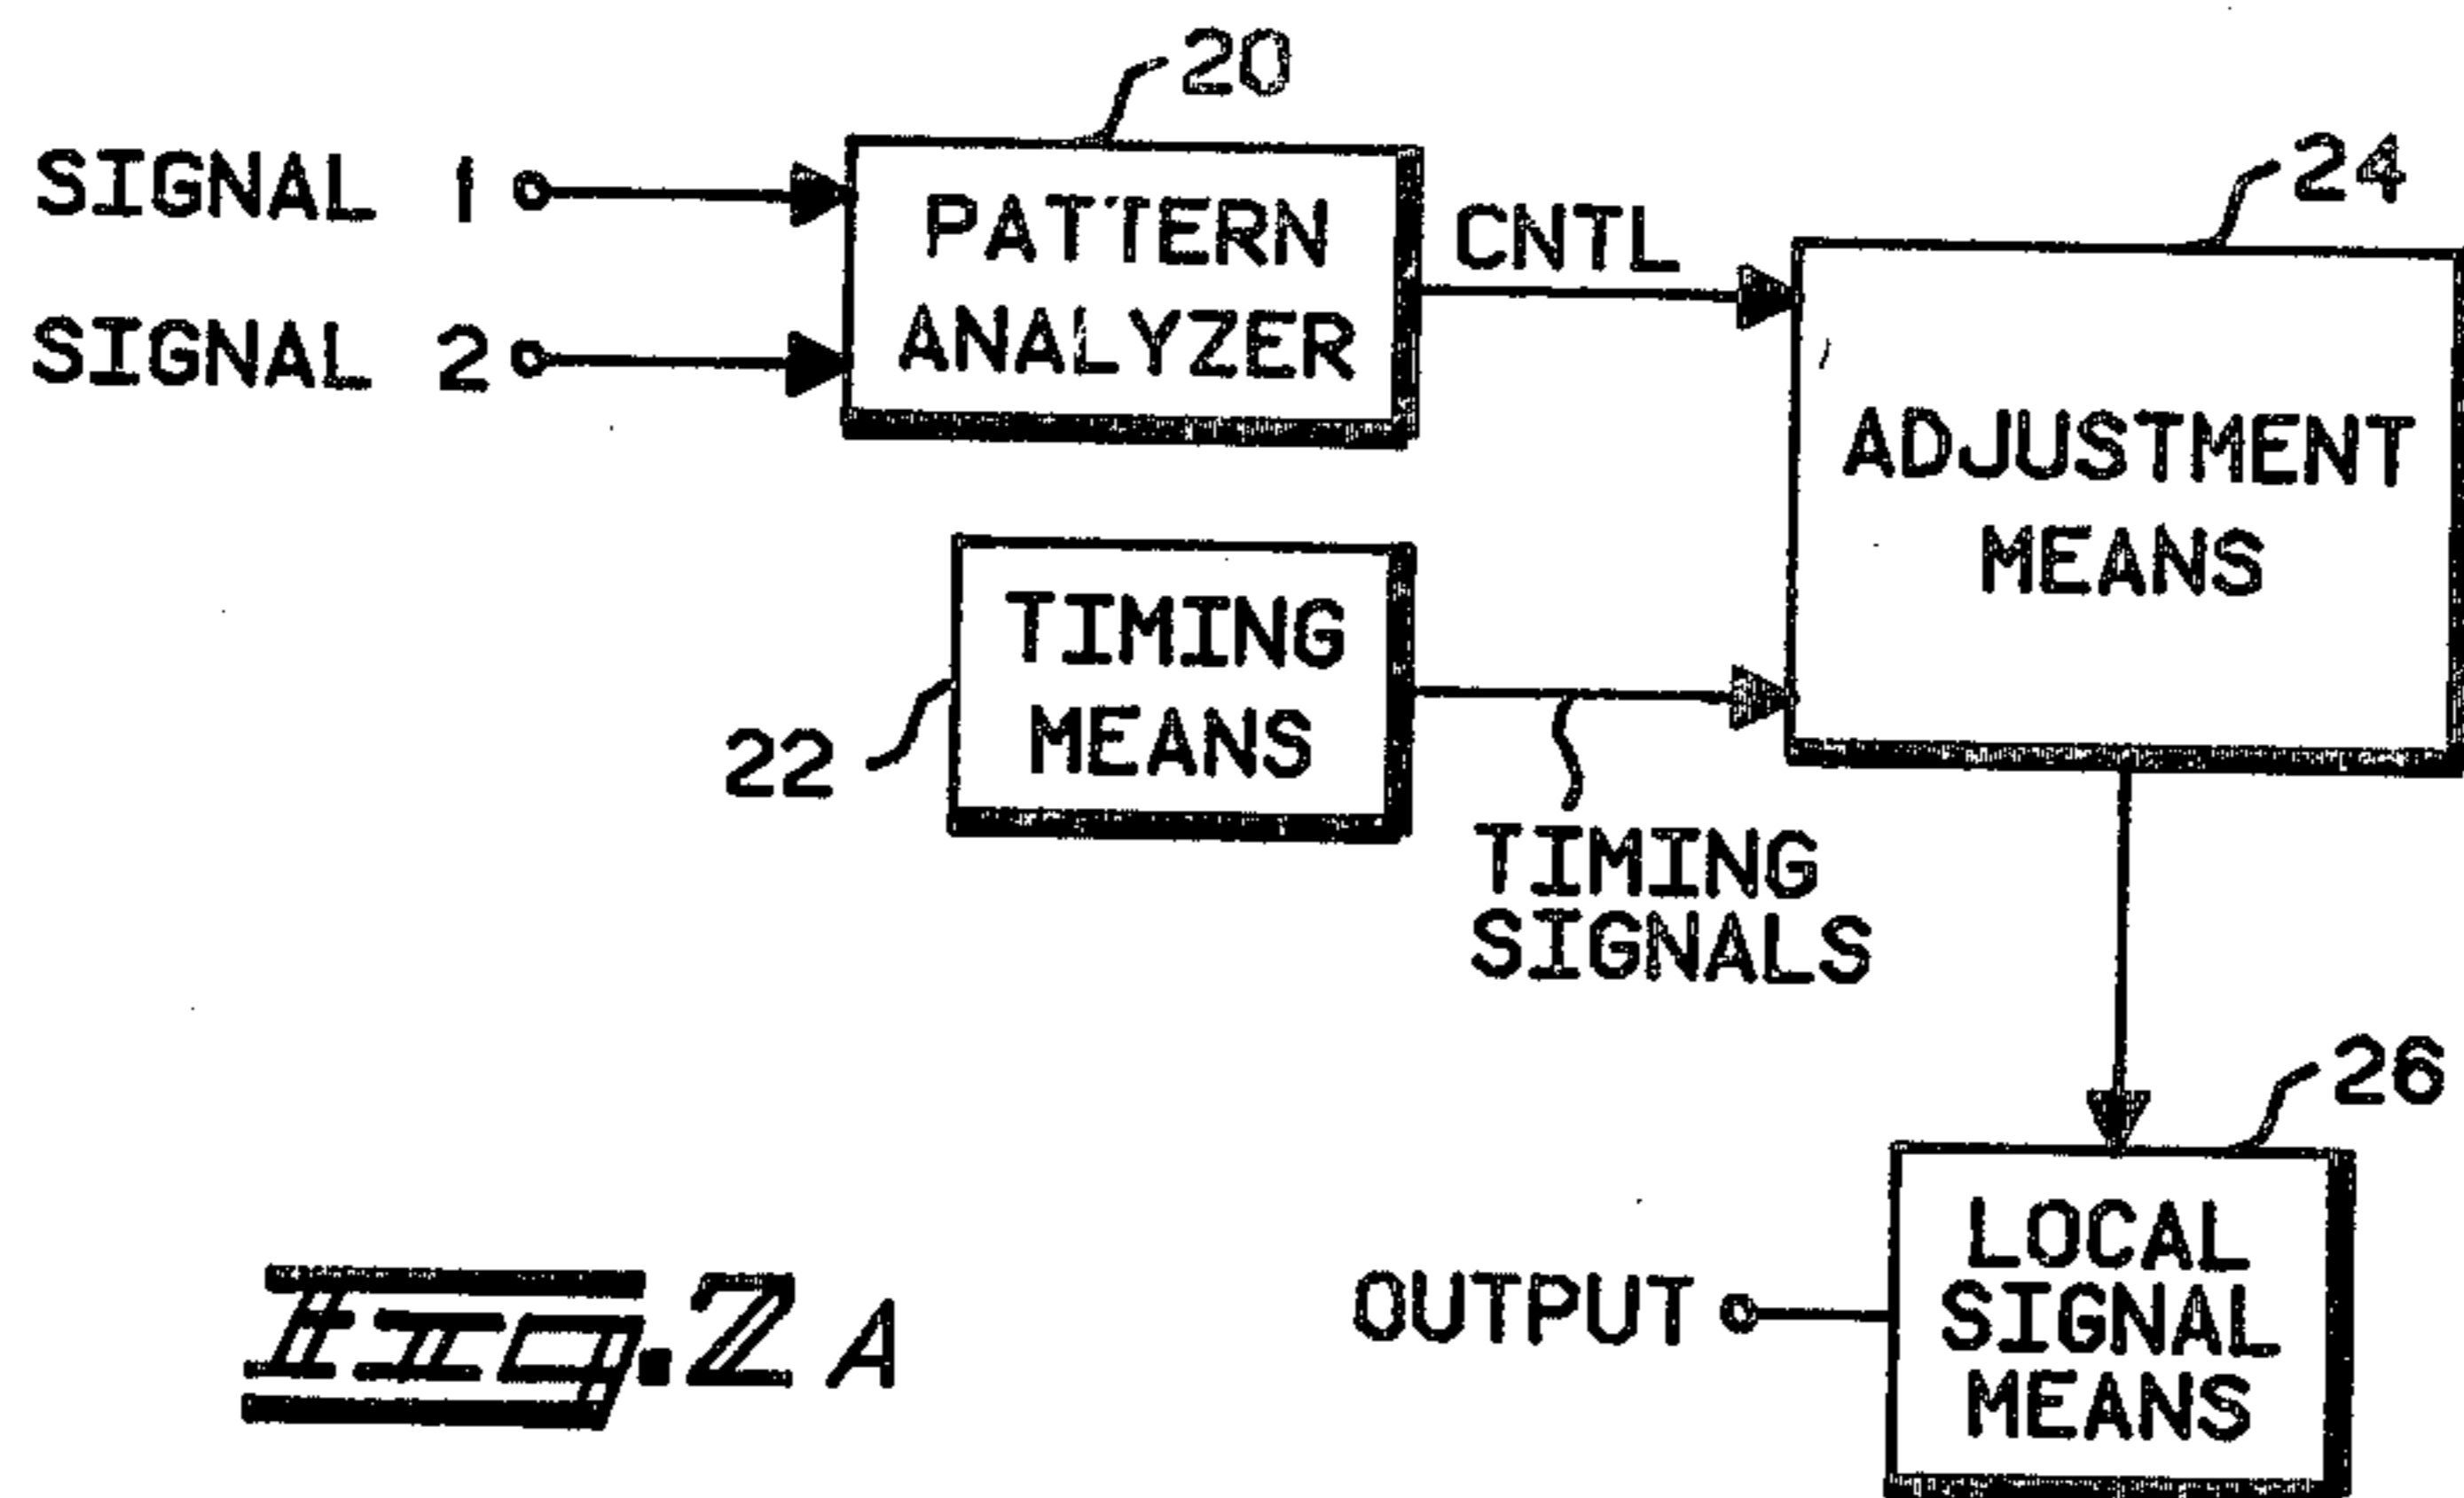 20
SIGNAL 1
PATTERN
ANALYZER
SIGNAL 2
CNTL
24
ADJUSTMENT
MEANS
TIMING
MEANS
22
TIMING
SIGNALS
26
LOCAL
SIGNAL
MEANS
OUTPUT
Fig. 2A